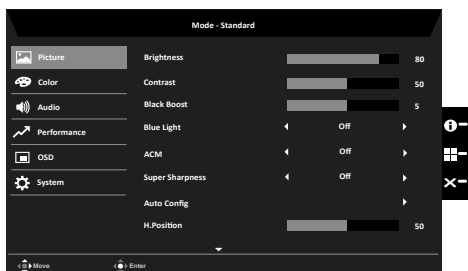 Mode - Standard
Picture
Color
Audio
Performance
OSD
System
Brightness 80
Contrast 50
Black Boost 5
Blue Light Off
ACM Off
Super Sharpness Off
Auto Config
H.Position 50
Move Enter